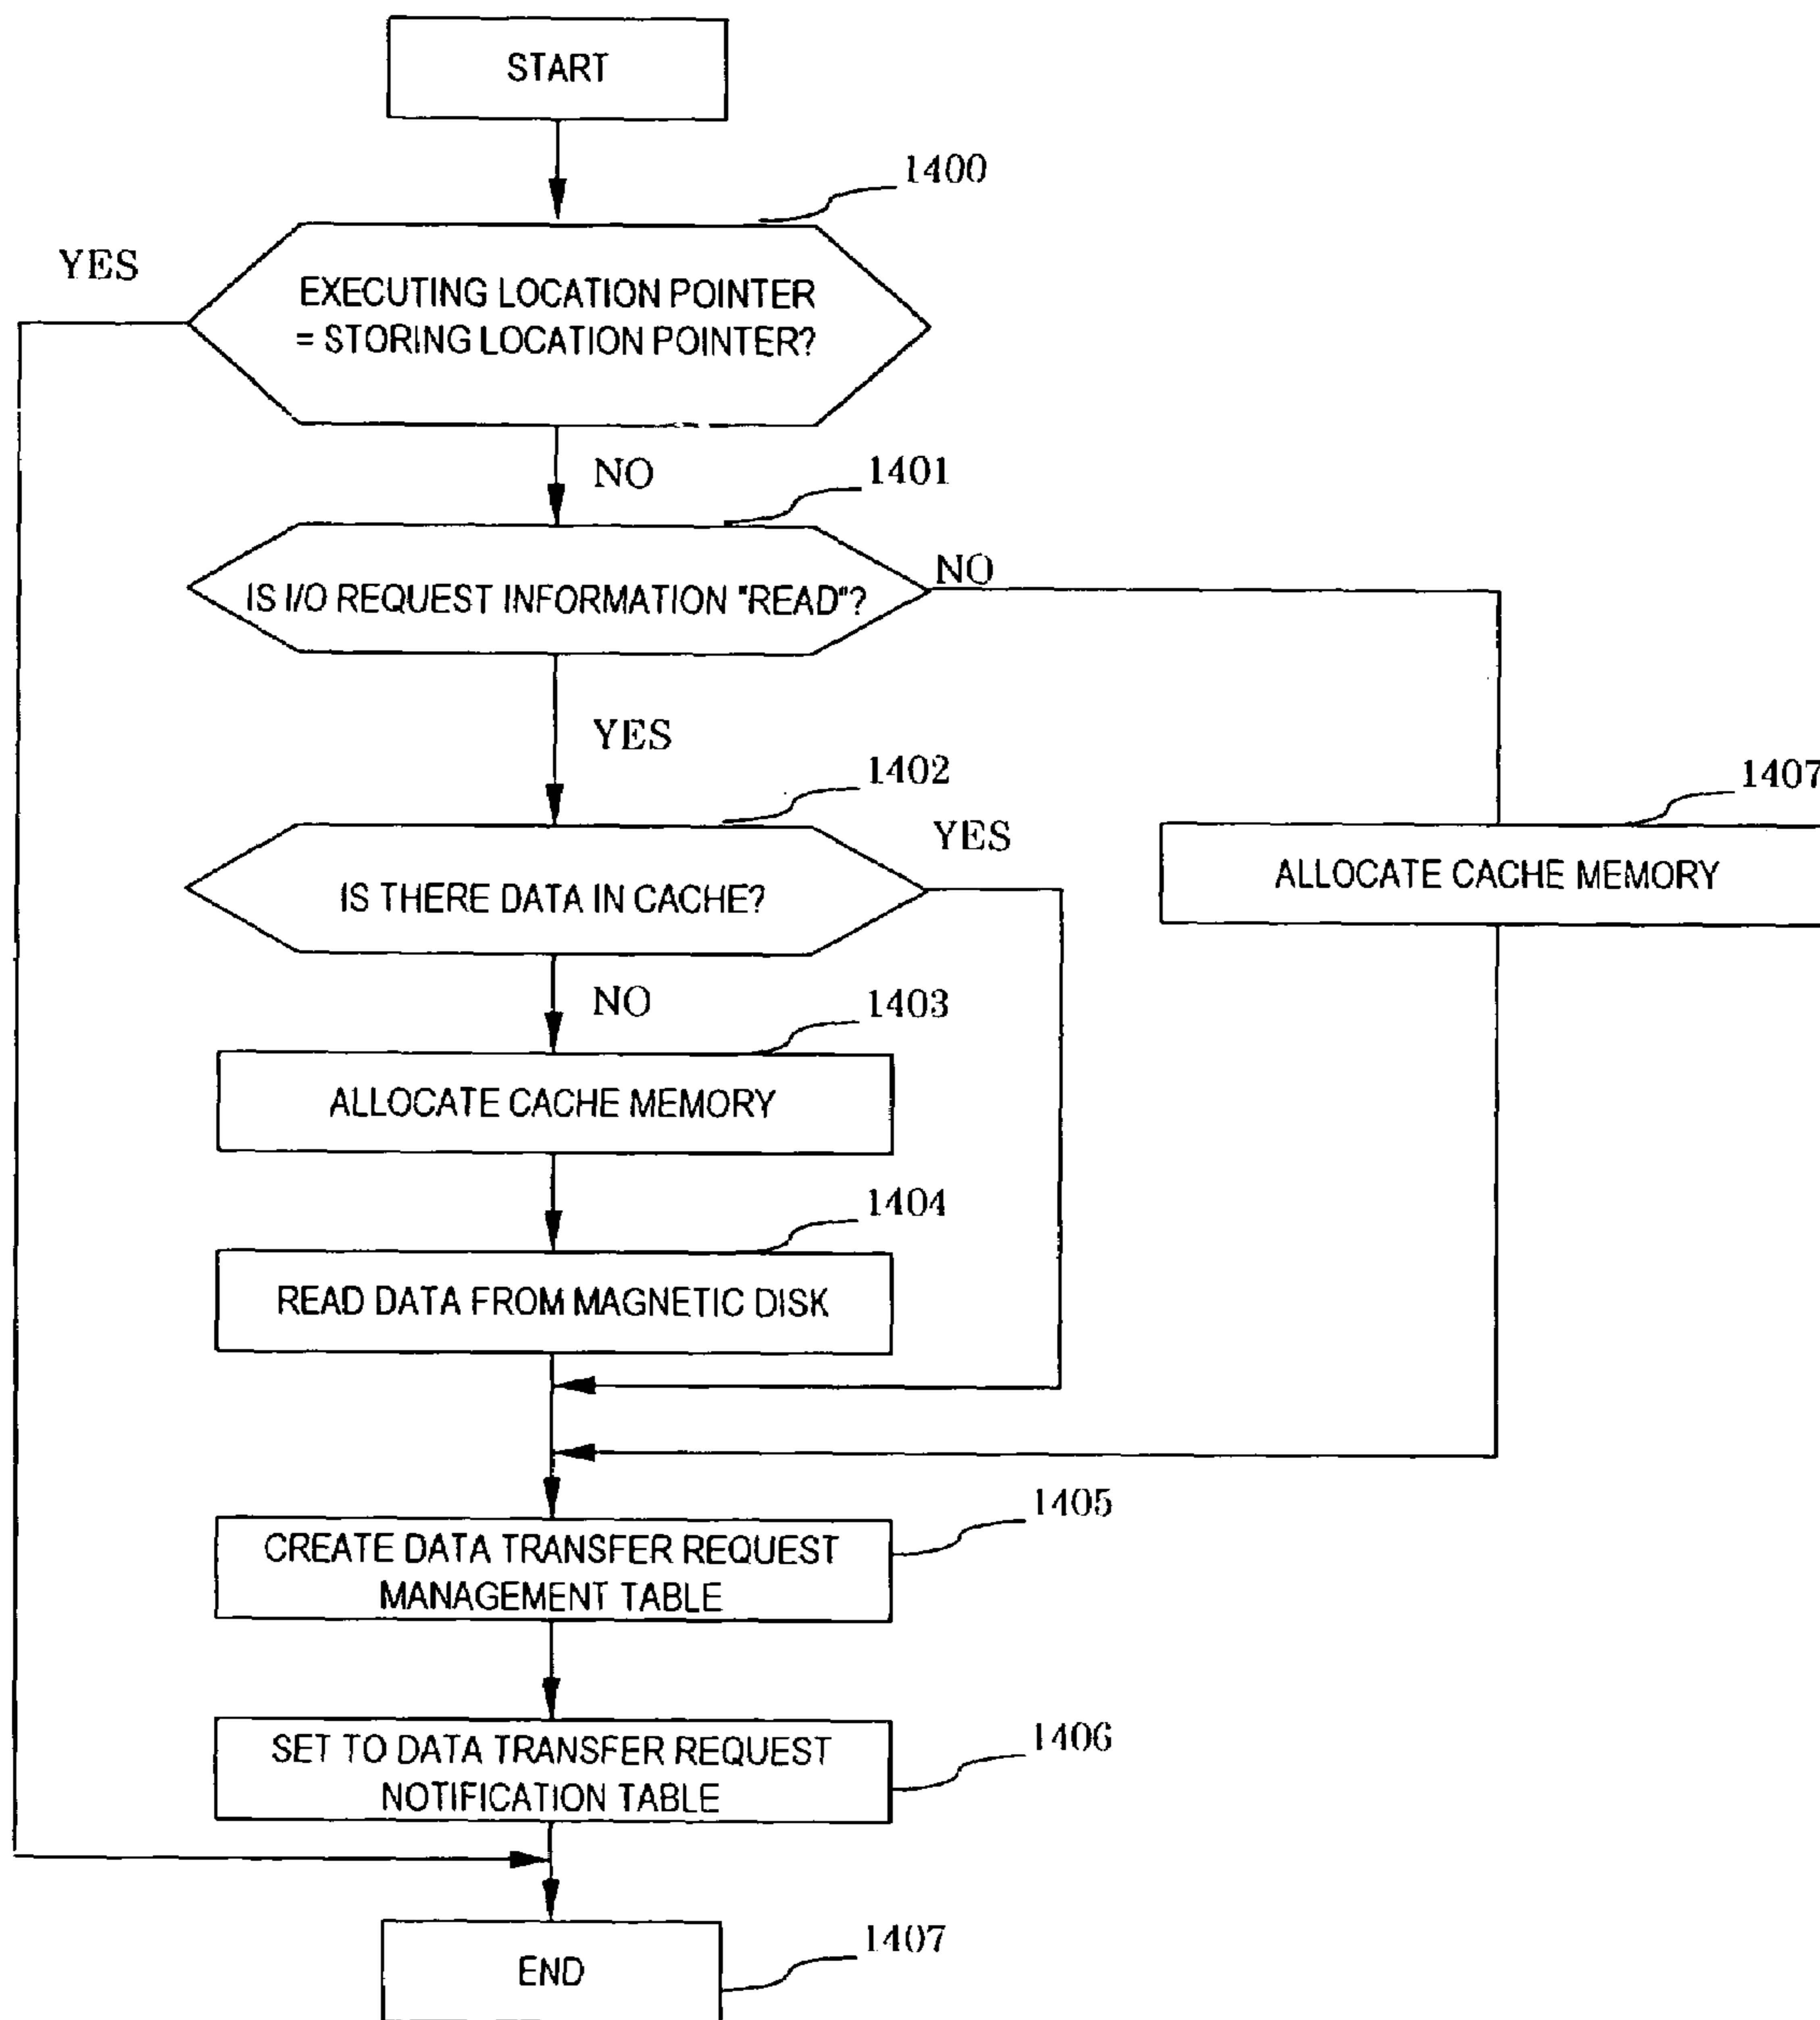 START
1400
YES
EXECUTING LOCATION POINTER
= STORING LOCATION POINTER?
NO
1401
IS I/O REQUEST INFORMATION "READ"?
NO
YES
1402
IS THERE DATA IN CACHE?
YES
1407
ALLOCATE CACHE MEMORY
NO
1403
ALLOCATE CACHE MEMORY
1404
READ DATA FROM MAGNETIC DISK
1405
CREATE DATA TRANSFER REQUEST
MANAGEMENT TABLE
1406
SET TO DATA TRANSFER REQUEST
NOTIFICATION TABLE
1407
END